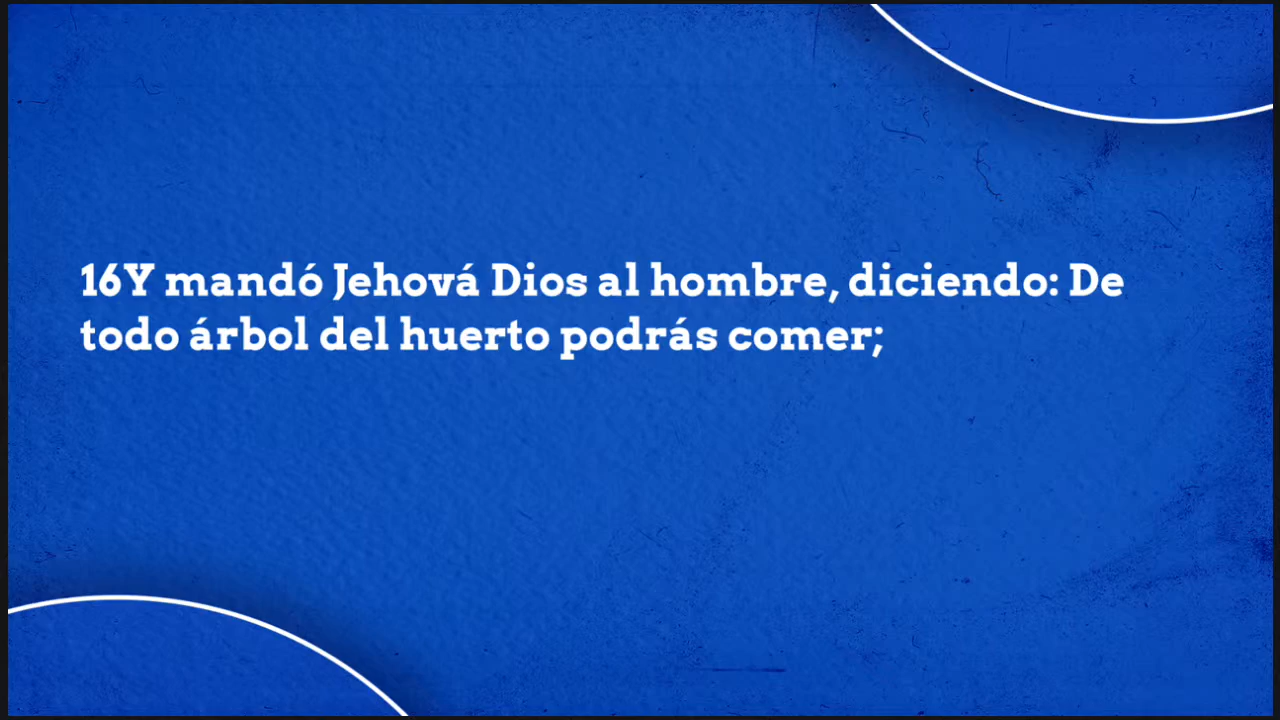 16Y mandó Jehová Dios al hombre, diciendo: De
todo árbol del huerto podrás comer;